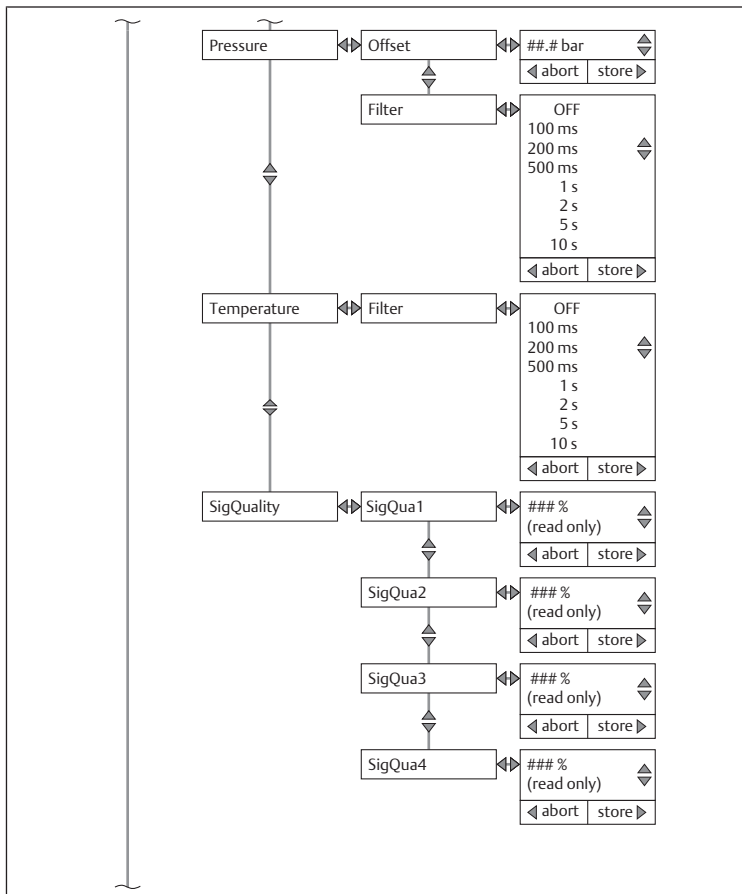 Pressure
Offset
##.# bar
abort
store
Filter
OFF
100 ms
200 ms
500 ms
1 s
2 s
5 s
10 s
abort
store
Temperature
Filter
OFF
100 ms
200 ms
500 ms
1 s
2 s
5 s
10 s
abort
store
SigQuality
SigQua1
### %
(read only)
abort
store
SigQua2
### %
(read only)
abort
store
SigQua3
### %
(read only)
abort
store
SigQua4
### %
(read only)
abort
store